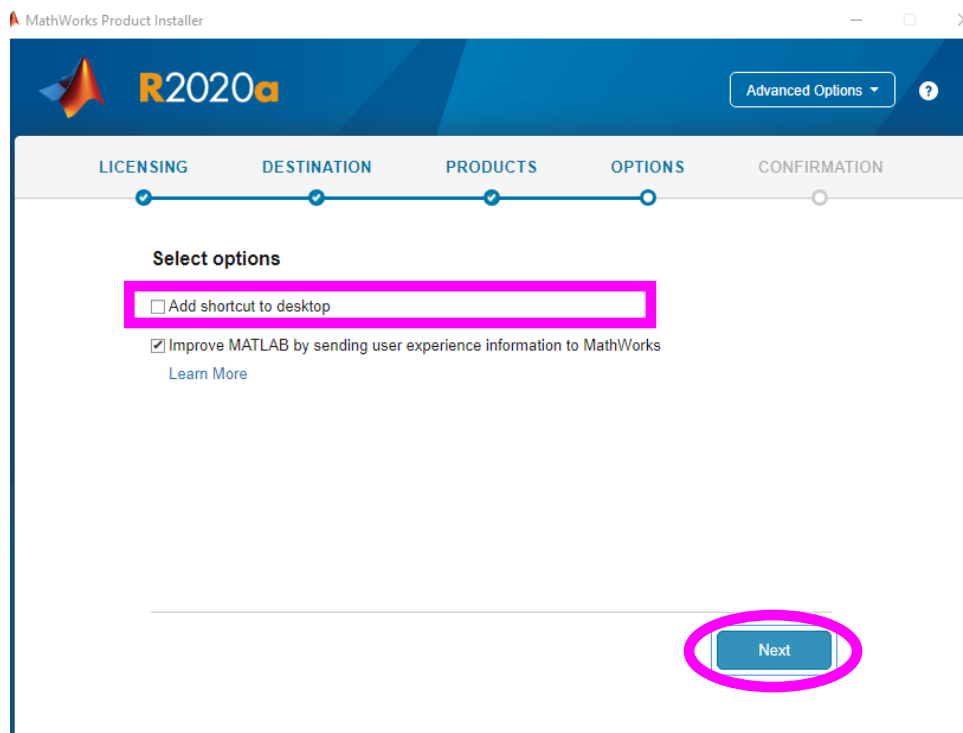 MathWorks Product Installer
R2020a
Advanced Options
?
LICENSING DESTINATION PRODUCTS OPTIONS CONFIRMATION
Select options
Add shortcut to desktop
Improve MATLAB by sending user experience information to MathWorks
Learn More
Next